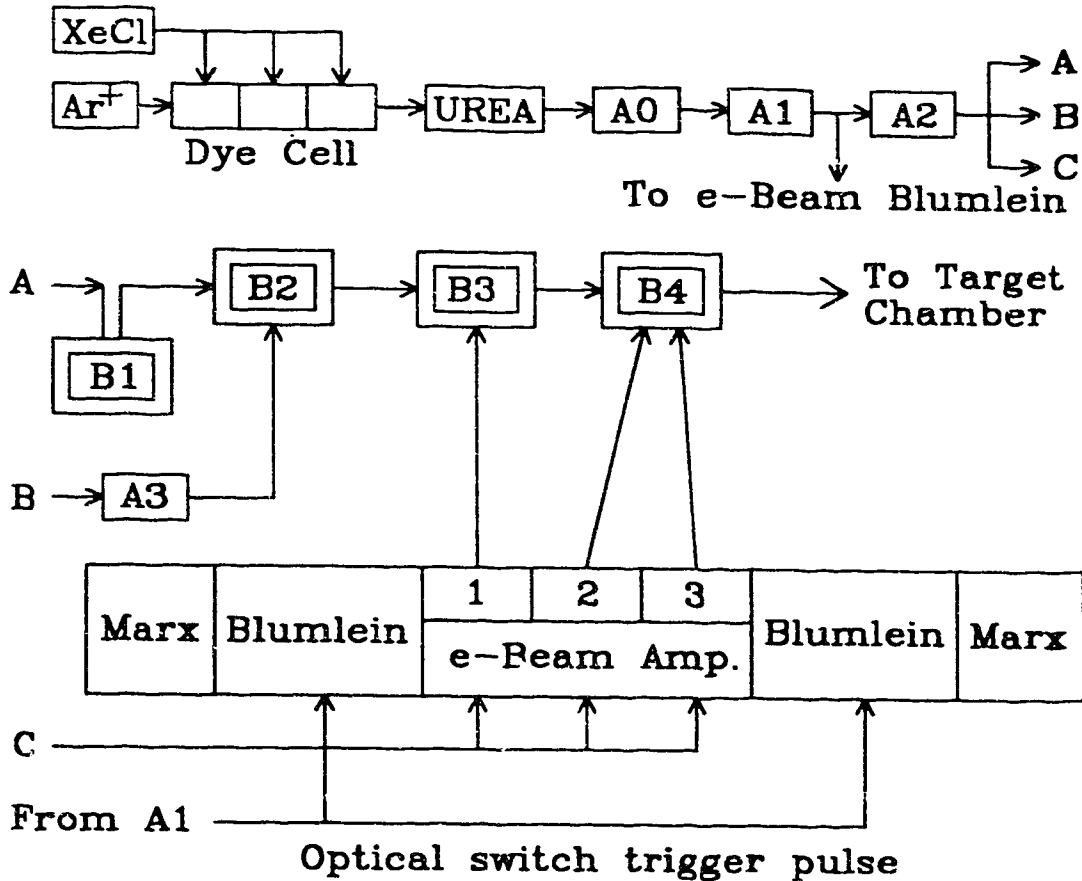 XeCl
Ar+
UREA
A0
A1
A2
A
B
C
Dye Cell
To e-Beam Blumlein
A
B1
B2
B3
B4
To Target
Chamber
B
A3
1
2
3
Marx
Blumlein
e-Beam Amp.
Blumlein
Marx
C
From A1
Optical switch trigger pulse